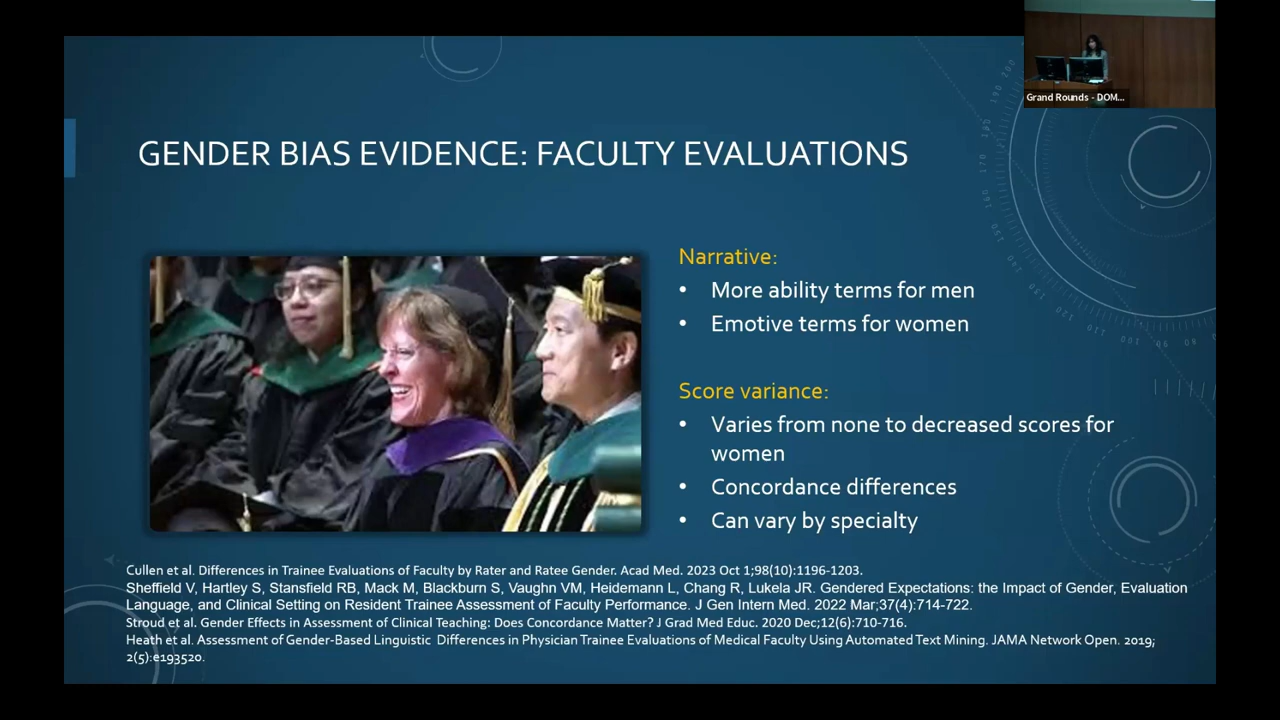 Grand Rounds - DOM...
GENDER BIAS EVIDENCE: FACULTY EVALUATIONS
Narrative:
• More ability terms for men
• Emotive terms for women
Score variance:
• Varies from none to decreased scores for
women
• Concordance differences
• Can vary by specialty
Cullen et al. Differences in Trainee Evaluations of Faculty by Rater and Ratee Gender. Acad Med. 2023 Oct 1;98(10):1196-1203.
Sheffield V, Hartley S, Stansfield RB, Mack M, Blackburn S, Vaughn VM, Heidemann L, Chang R, Lukela JR. Gendered Expectations: the Impact of Gender, Evaluation
Language, and Clinical Setting on Resident Trainee Assessment of Faculty Performance. J Gen Intern Med. 2022 Mar;37(4):714-722.
Stroud et al. Gender Effects in Assessment of Clinical Teaching: Does Concordance Matter? J Grad Med Educ. 2020 Dec;12(6):710-716.
Heath et al. Assessment of Gender-Based Linguistic Differences in Physician Trainee Evaluations of Medical Faculty Using Automated Text Mining. JAMA Network Open. 2019;
2(5):e193520.